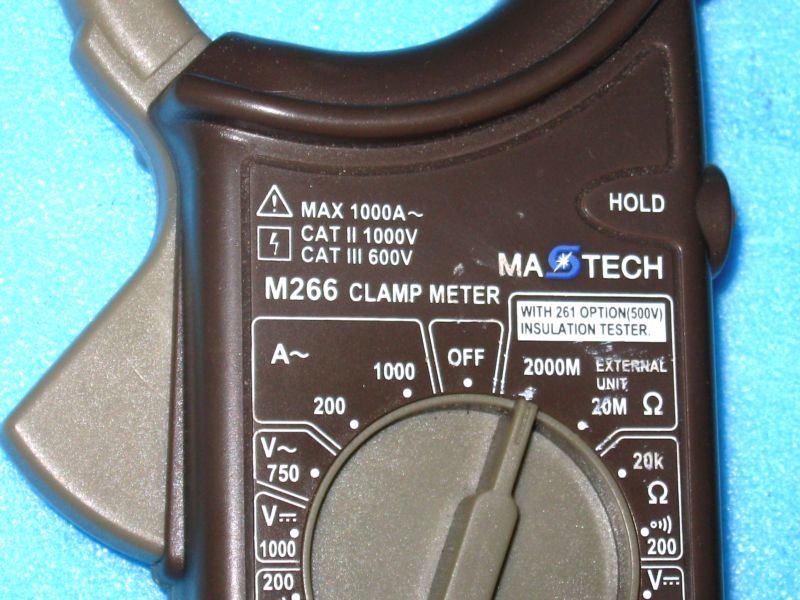 MAX 1000A~
CAT II 1000V
CAT III 600V
HOLD
MASTECH
M266 CLAMP METER
WITH 261 OPTION(500V)
INSULATION TESTER.
A~
1000
200
OFF
2000M
EXTERNAL
UNIT
20M Ω
V~
750
20k
Ω
V⎓
1000
200
200
V⎓